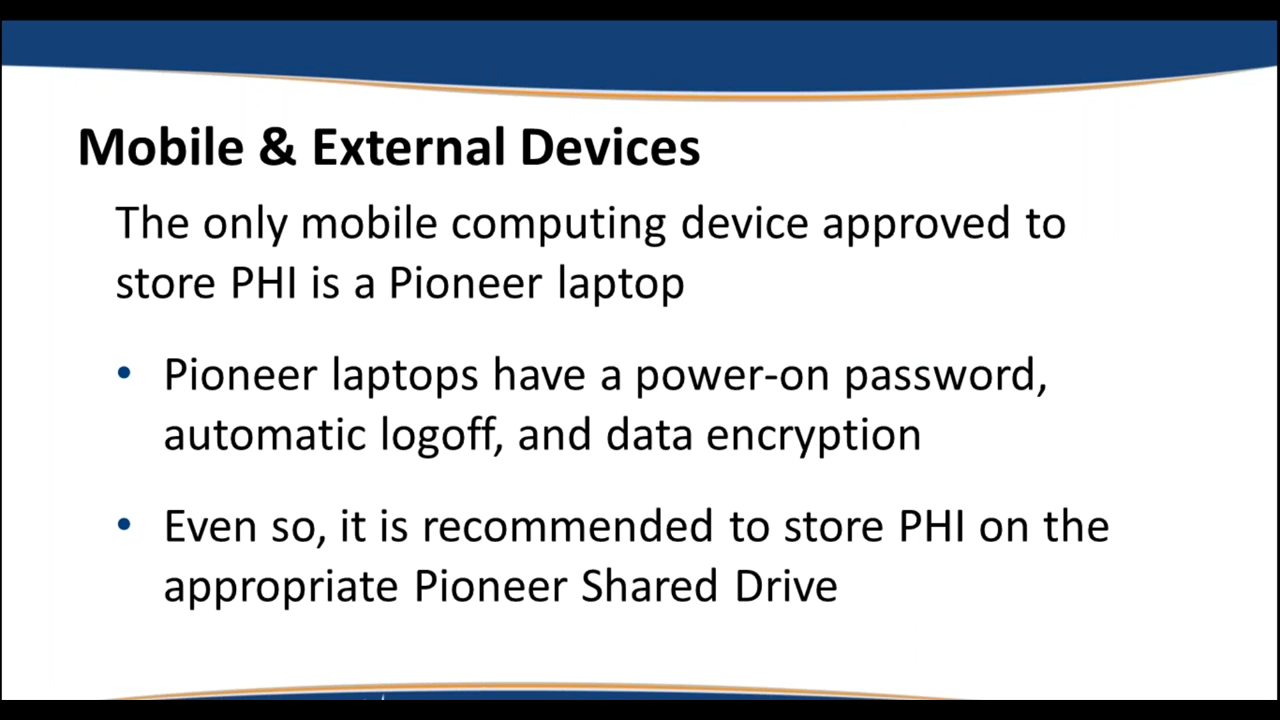 Mobile & External Devices
The only mobile computing device approved to
store PHI is a Pioneer laptop
• Pioneer laptops have a power-on password,
automatic logoff, and data encryption
• Even so, it is recommended to store PHI on the
appropriate Pioneer Shared Drive